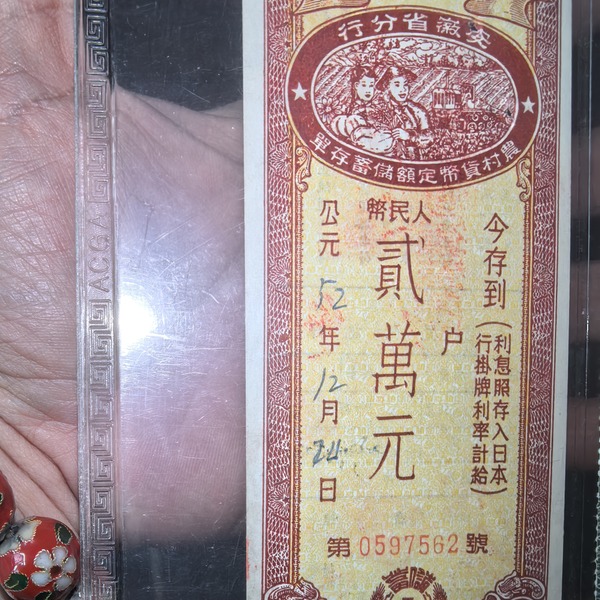 安徽省分行
農村貨幣定額儲蓄存單
今存到
戶
(利息照存入日本
行掛牌利率計給)
人民幣
貳萬元
公元52年12月24日
第0597562號
ACGA